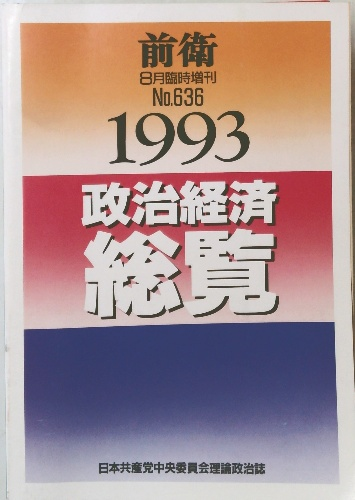 前衛
8月臨時増刊
No.636
1993
政治経済
総覧
日本共産党中央委員会理論政治誌